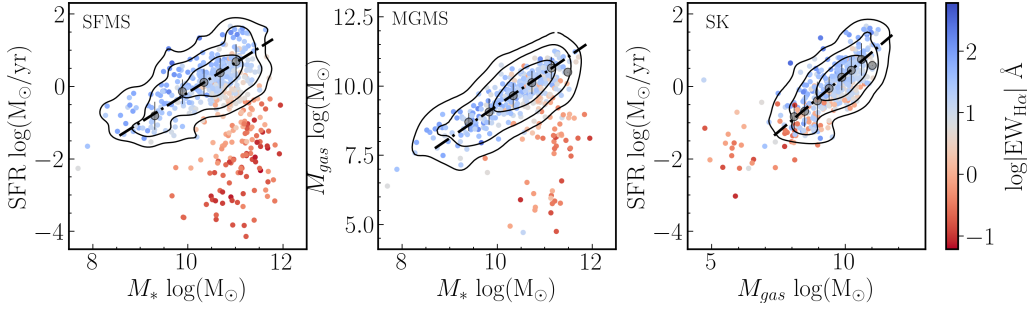 SFMS
SFR log(M⊙/yr)
2
0
−2
−4
8
10
12
M* log(M⊙)
MGMS
Mgas log(M⊙)
12.5
10.0
7.5
5.0
8
10
12
M* log(M⊙)
SK
SFR log(M⊙/yr)
2
0
−2
−4
5
10
Mgas log(M⊙)
2
1
0
−1
log|EWHα| Å